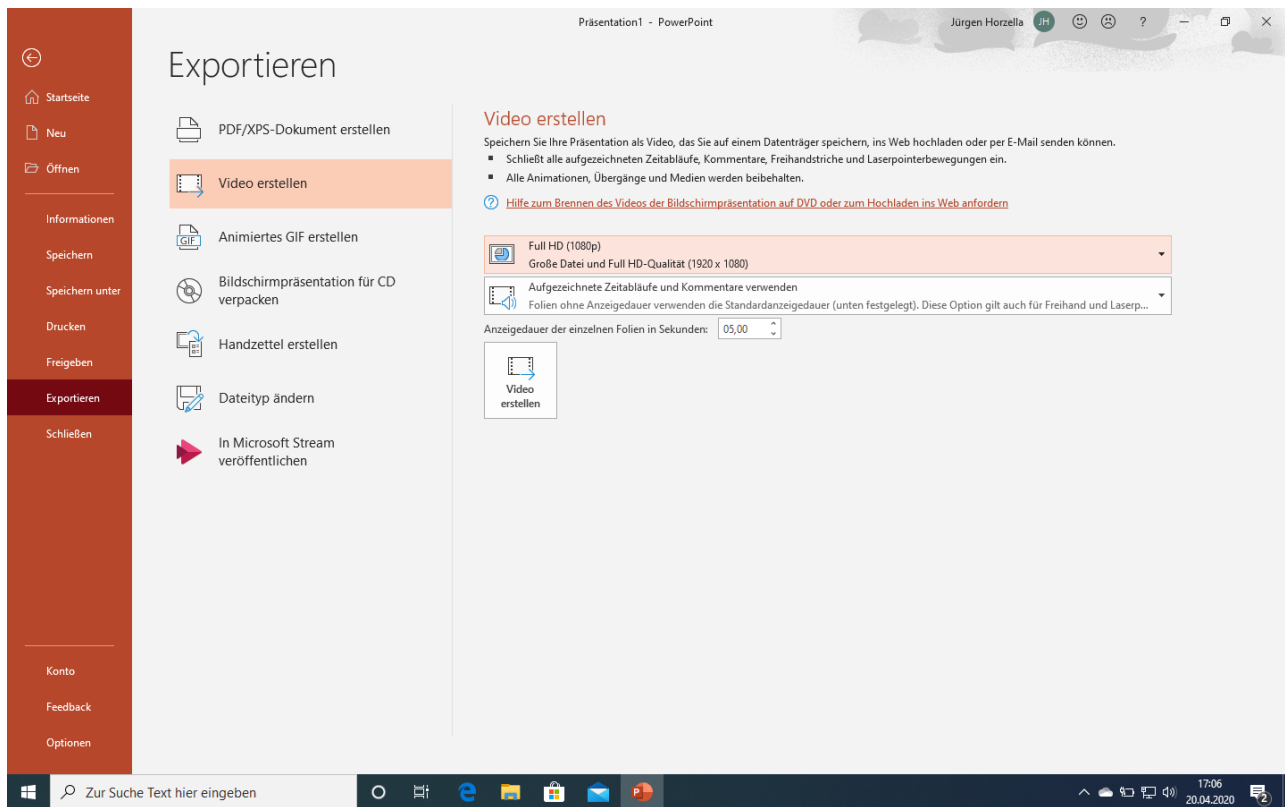 Präsentation1 - PowerPoint
Jürgen Horzella
JH
?
Startseite
Neu
Öffnen
Informationen
Speichern
Speichern unter
Drucken
Freigeben
Exportieren
Schließen
Konto
Feedback
Optionen
Exportieren
PDF/XPS-Dokument erstellen
Video erstellen
GIF
Animiertes GIF erstellen
Bildschirmpräsentation für CD
verpacken
Handzettel erstellen
Dateityp ändern
In Microsoft Stream
veröffentlichen
Video erstellen
Speichern Sie Ihre Präsentation als Video, das Sie auf einem Datenträger speichern, ins Web hochladen oder per E-Mail senden können.
Schließt alle aufgezeichneten Zeitabläufe, Kommentare, Freihandstriche und Laserpointerbewegungen ein.
Alle Animationen, Übergänge und Medien werden beibehalten.
Hilfe zum Brennen des Videos der Bildschirmpräsentation auf DVD oder zum Hochladen ins Web anfordern
Full HD (1080p)
Große Datei und Full HD-Qualität (1920 x 1080)
Aufgezeichnete Zeitabläufe und Kommentare verwenden
Folien ohne Anzeigedauer verwenden die Standardanzeigedauer (unten festgelegt). Diese Option gilt auch für Freihand und Laserp...
Anzeigedauer der einzelnen Folien in Sekunden: 05,00
Video
erstellen
Zur Suche Text hier eingeben
17:06
20.04.2020
2